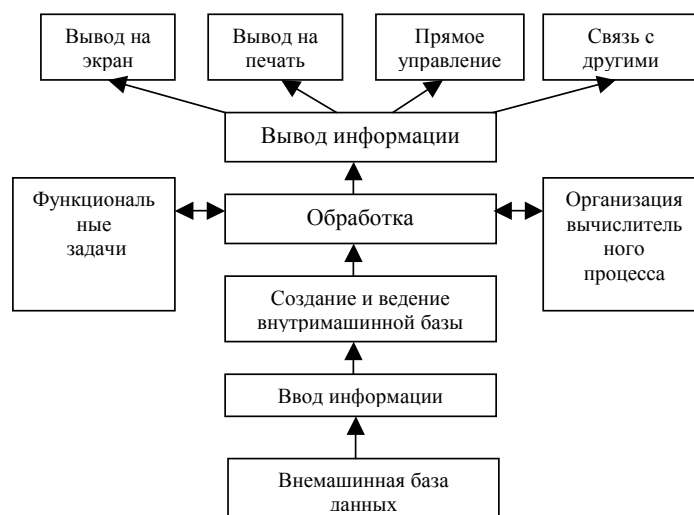 Вывод на
экран
Вывод на
печать
Прямое
управление
Связь с
другими
Вывод информации
Функциональ
ные
задачи
Обработка
Организация
вычислитель
ного
процесса
Создание и ведение
внутримашинной базы
Ввод информации
Внемашинная база
данных